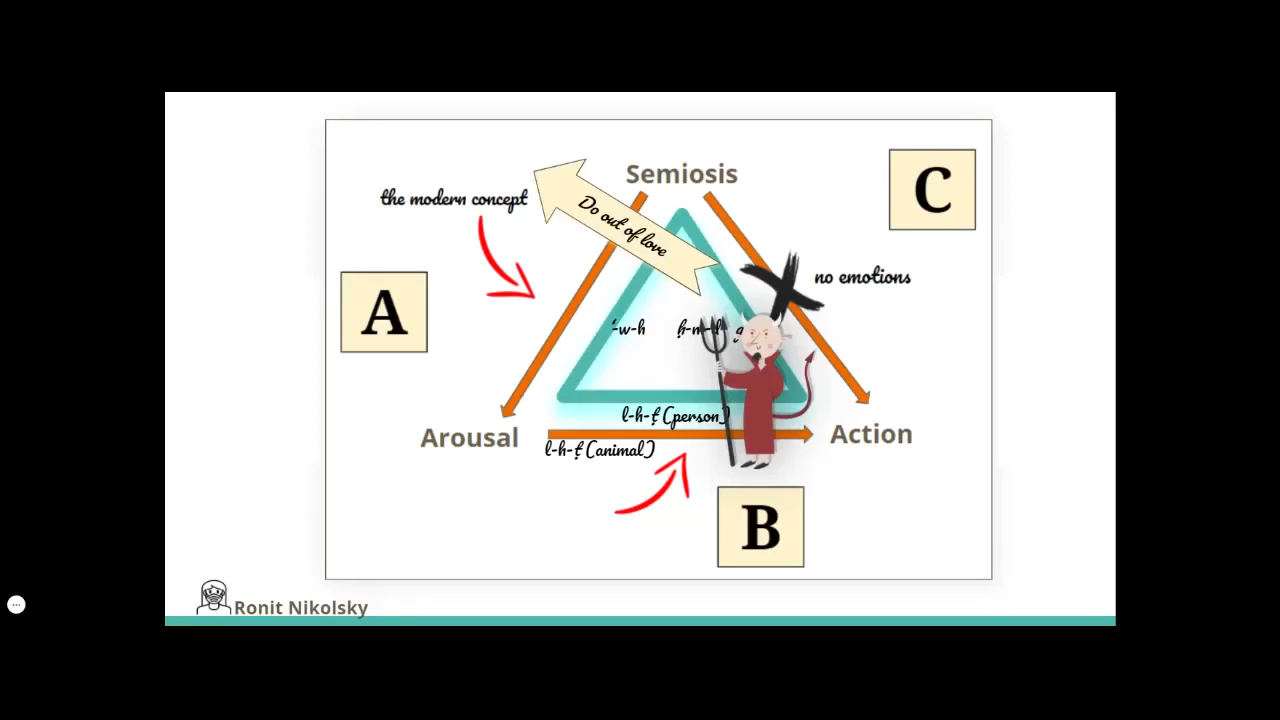 Semiosis
C
the modern concept
Do out of love
A
no emotions
ʾ-w-h
l-h-ṭ (person)
Arousal
Action
l-h-ṭ (animal)
B
Ronit Nikolsky